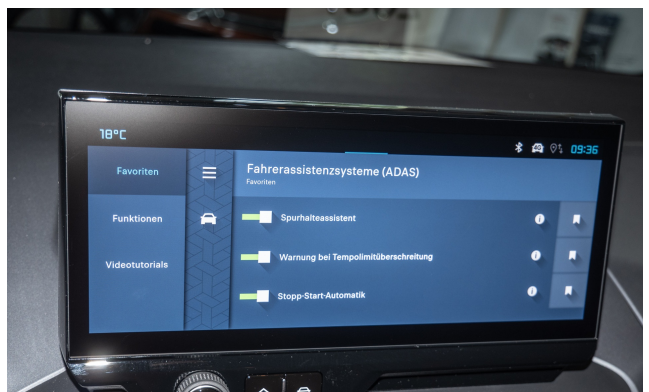 18°C
09:36
Favoriten
Fahrerassistenzsysteme (ADAS)
Favoriten
Funktionen
Spurhalteassistent
Videotutorials
Warnung bei Tempolimitüberschreitung
Stopp-Start-Automatik